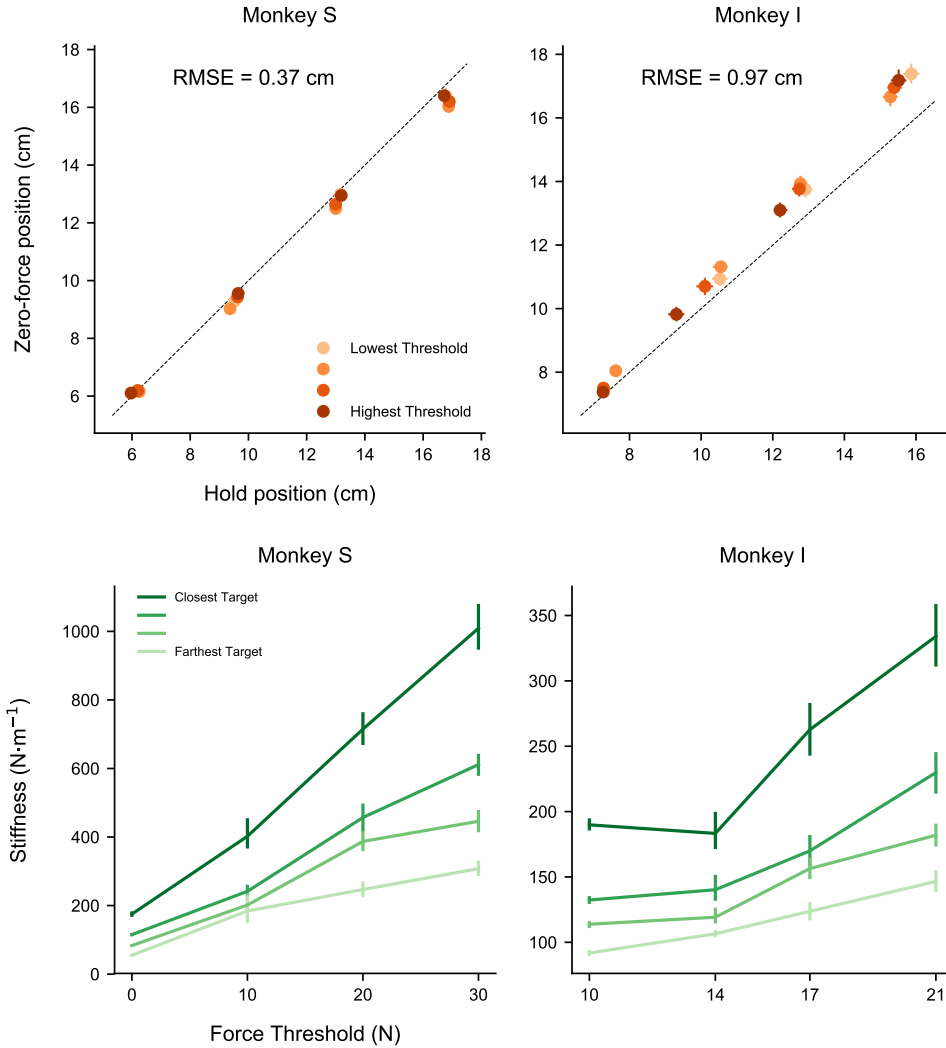 Monkey S
Monkey I
RMSE = 0.37 cm
RMSE = 0.97 cm
18
16
14
12
10
8
6
18
16
14
12
10
8
Zero-force position (cm)
Lowest Threshold
Highest Threshold
6 8 10 12 14 16 18
8 10 12 14 16
Hold position (cm)
Monkey S
Monkey I
Closest Target
Farthest Target
1000
800
600
400
200
0
350
300
250
200
150
100
Stiffness (N·m⁻¹)
0 10 20 30
10 14 17 21
Force Threshold (N)